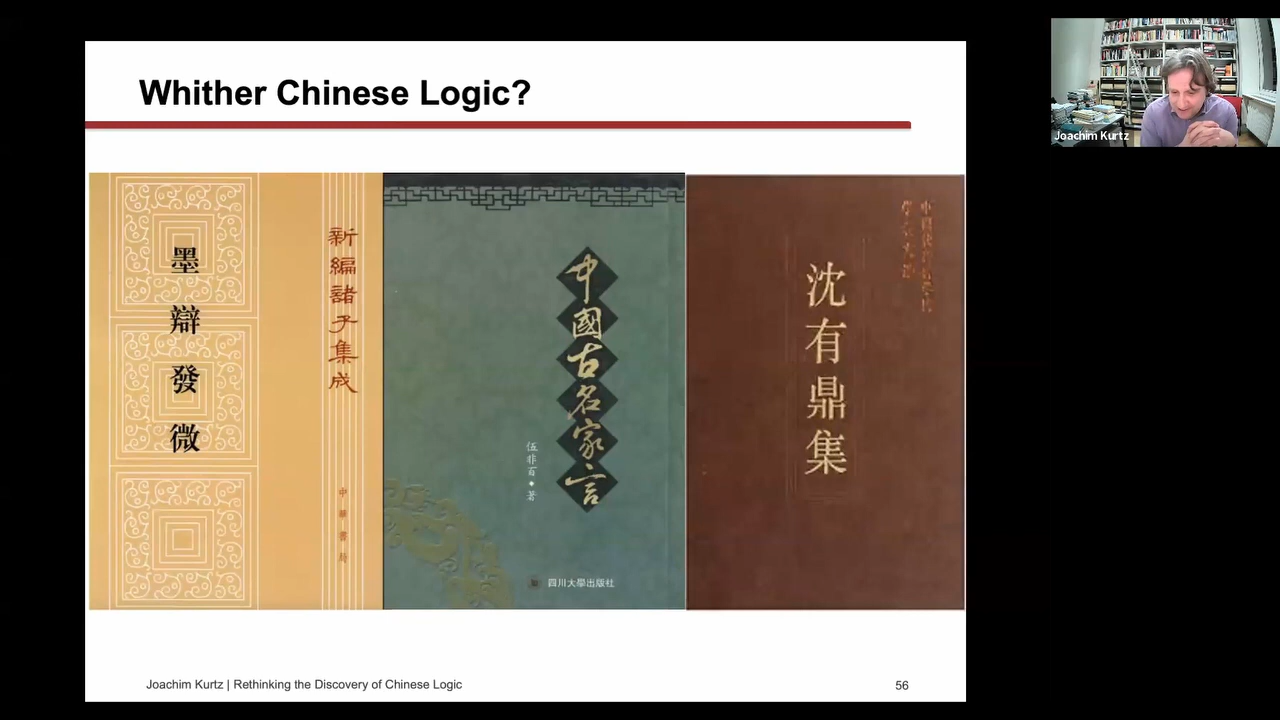 Whither Chinese Logic?
墨辯發微
新編諸子集成
中華書局
中國古名家言
伍非百◆著
四川大學出版社
沈有鼎集
Joachim Kurtz | Rethinking the Discovery of Chinese Logic
56
Joachim Kurtz